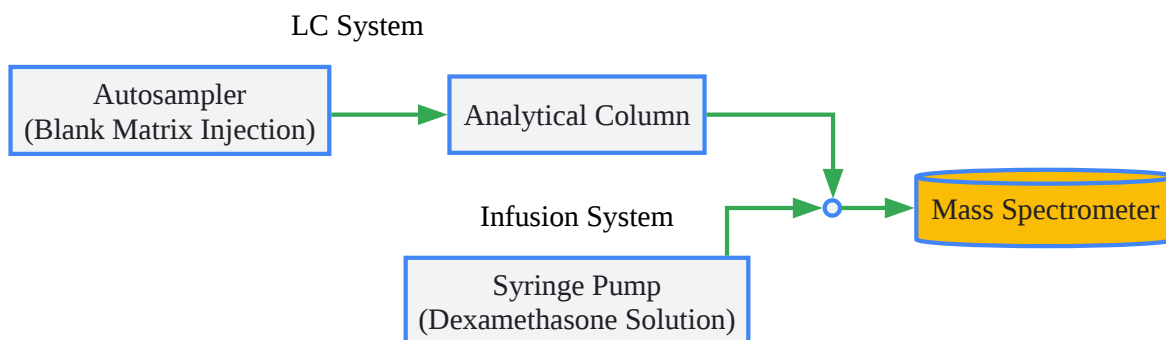 LC System
Autosampler
(Blank Matrix Injection)
Analytical Column
Infusion System
Mass Spectrometer
Syringe Pump
(Dexamethasone Solution)